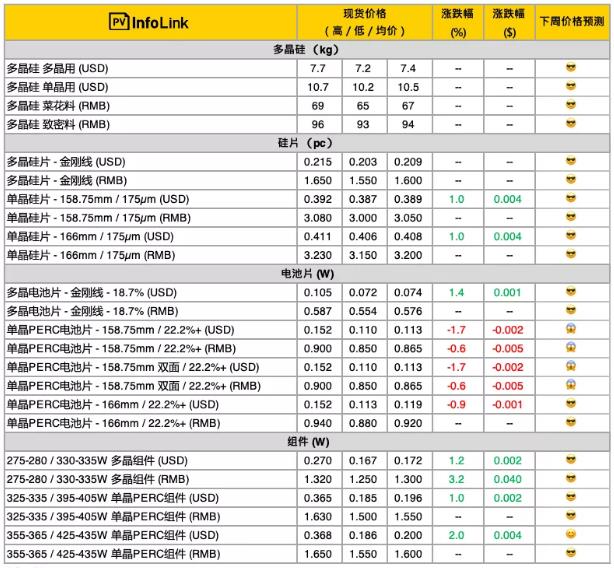 PV InfoLink 现货价格 涨跌幅 涨跌幅 下周价格预测
(高/低/均价) (%) ($)
多晶硅 (kg)
多晶硅 多晶用 (USD) 7.7 7.2 7.4 -- --
多晶硅 单晶用 (USD) 10.7 10.2 10.5 -- --
多晶硅 菜花料 (RMB) 69 65 67 -- --
多晶硅 致密料 (RMB) 96 93 94 -- --
硅片 (pc)
多晶硅片 - 金刚线 (USD) 0.215 0.203 0.209 -- --
多晶硅片 - 金刚线 (RMB) 1.650 1.550 1.600 -- --
单晶硅片 - 158.75mm / 175µm (USD) 0.392 0.387 0.389 1.0 0.004
单晶硅片 - 158.75mm / 175µm (RMB) 3.080 3.000 3.050 -- --
单晶硅片 - 166mm / 175µm (USD) 0.411 0.406 0.408 1.0 0.004
单晶硅片 - 166mm / 175µm (RMB) 3.230 3.150 3.200 -- --
电池片 (W)
多晶电池片 - 金刚线 - 18.7% (USD) 0.105 0.072 0.074 1.4 0.001
多晶电池片 - 金刚线 - 18.7% (RMB) 0.587 0.554 0.576 -- --
单晶PERC电池片 - 158.75mm / 22.2%+ (USD) 0.152 0.110 0.113 -1.7 -0.002
单晶PERC电池片 - 158.75mm / 22.2%+ (RMB) 0.900 0.850 0.865 -0.6 -0.005
单晶PERC电池片 - 158.75mm 双面 / 22.2%+ (USD) 0.152 0.110 0.113 -1.7 -0.002
单晶PERC电池片 - 158.75mm 双面 / 22.2%+ (RMB) 0.900 0.850 0.865 -0.6 -0.005
单晶PERC电池片 - 166mm / 22.2%+ (USD) 0.152 0.113 0.119 -0.9 -0.001
单晶PERC电池片 - 166mm / 22.2%+ (RMB) 0.940 0.880 0.920 -- --
组件 (W)
275-280 / 330-335W 多晶组件 (USD) 0.270 0.167 0.172 1.2 0.002
275-280 / 330-335W 多晶组件 (RMB) 1.320 1.250 1.300 3.2 0.040
325-335 / 395-405W 单晶PERC组件 (USD) 0.365 0.185 0.196 1.0 0.002
325-335 / 395-405W 单晶PERC组件 (RMB) 1.630 1.500 1.550 -- --
355-365 / 425-435W 单晶PERC组件 (USD) 0.368 0.186 0.200 2.0 0.004
355-365 / 425-435W 单晶PERC组件 (RMB) 1.650 1.550 1.600 -- --